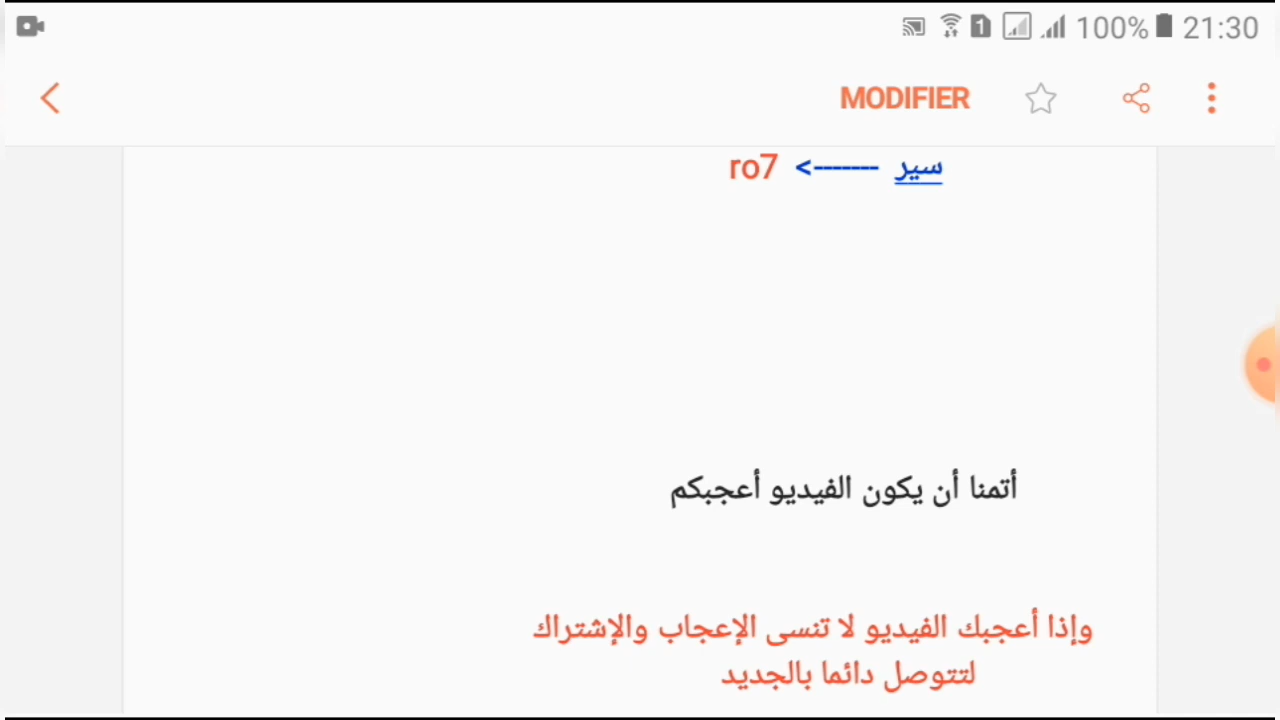 100% 21:30
MODIFIER
سير -------> ro7
أتمنا أن يكون الفيديو أعجبكم
وإذا أعجبك الفيديو لا تنسى الإعجاب والإشتراك
لتتوصل دائما بالجديد